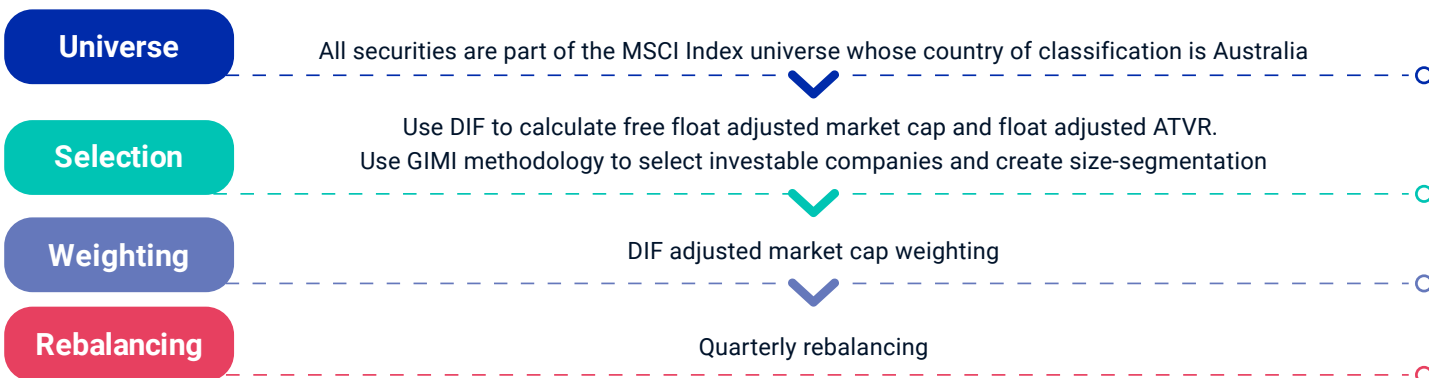 Universe
All securities are part of the MSCI Index universe whose country of classification is Australia
Selection
Use DIF to calculate free float adjusted market cap and float adjusted ATVR.
Use GIMI methodology to select investable companies and create size-segmentation
Weighting
DIF adjusted market cap weighting
Rebalancing
Quarterly rebalancing